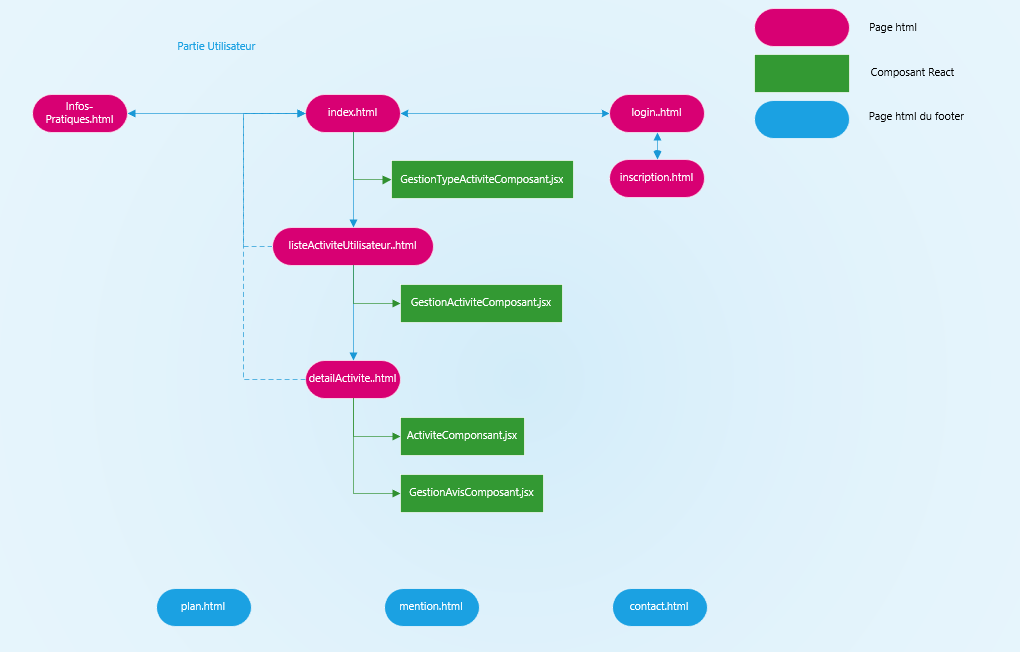 Page html
Partie Utilisateur
Composant React
Infos-
Pratiques.html
index.html
login..html
Page html du footer
GestionTypeActiviteComposant.jsx
inscription.html
listeActiviteUtilisateur..html
GestionActiviteComposant.jsx
detailActivite..html
ActiviteComponsant.jsx
GestionAvisComposant.jsx
plan.html
mention.html
contact.html